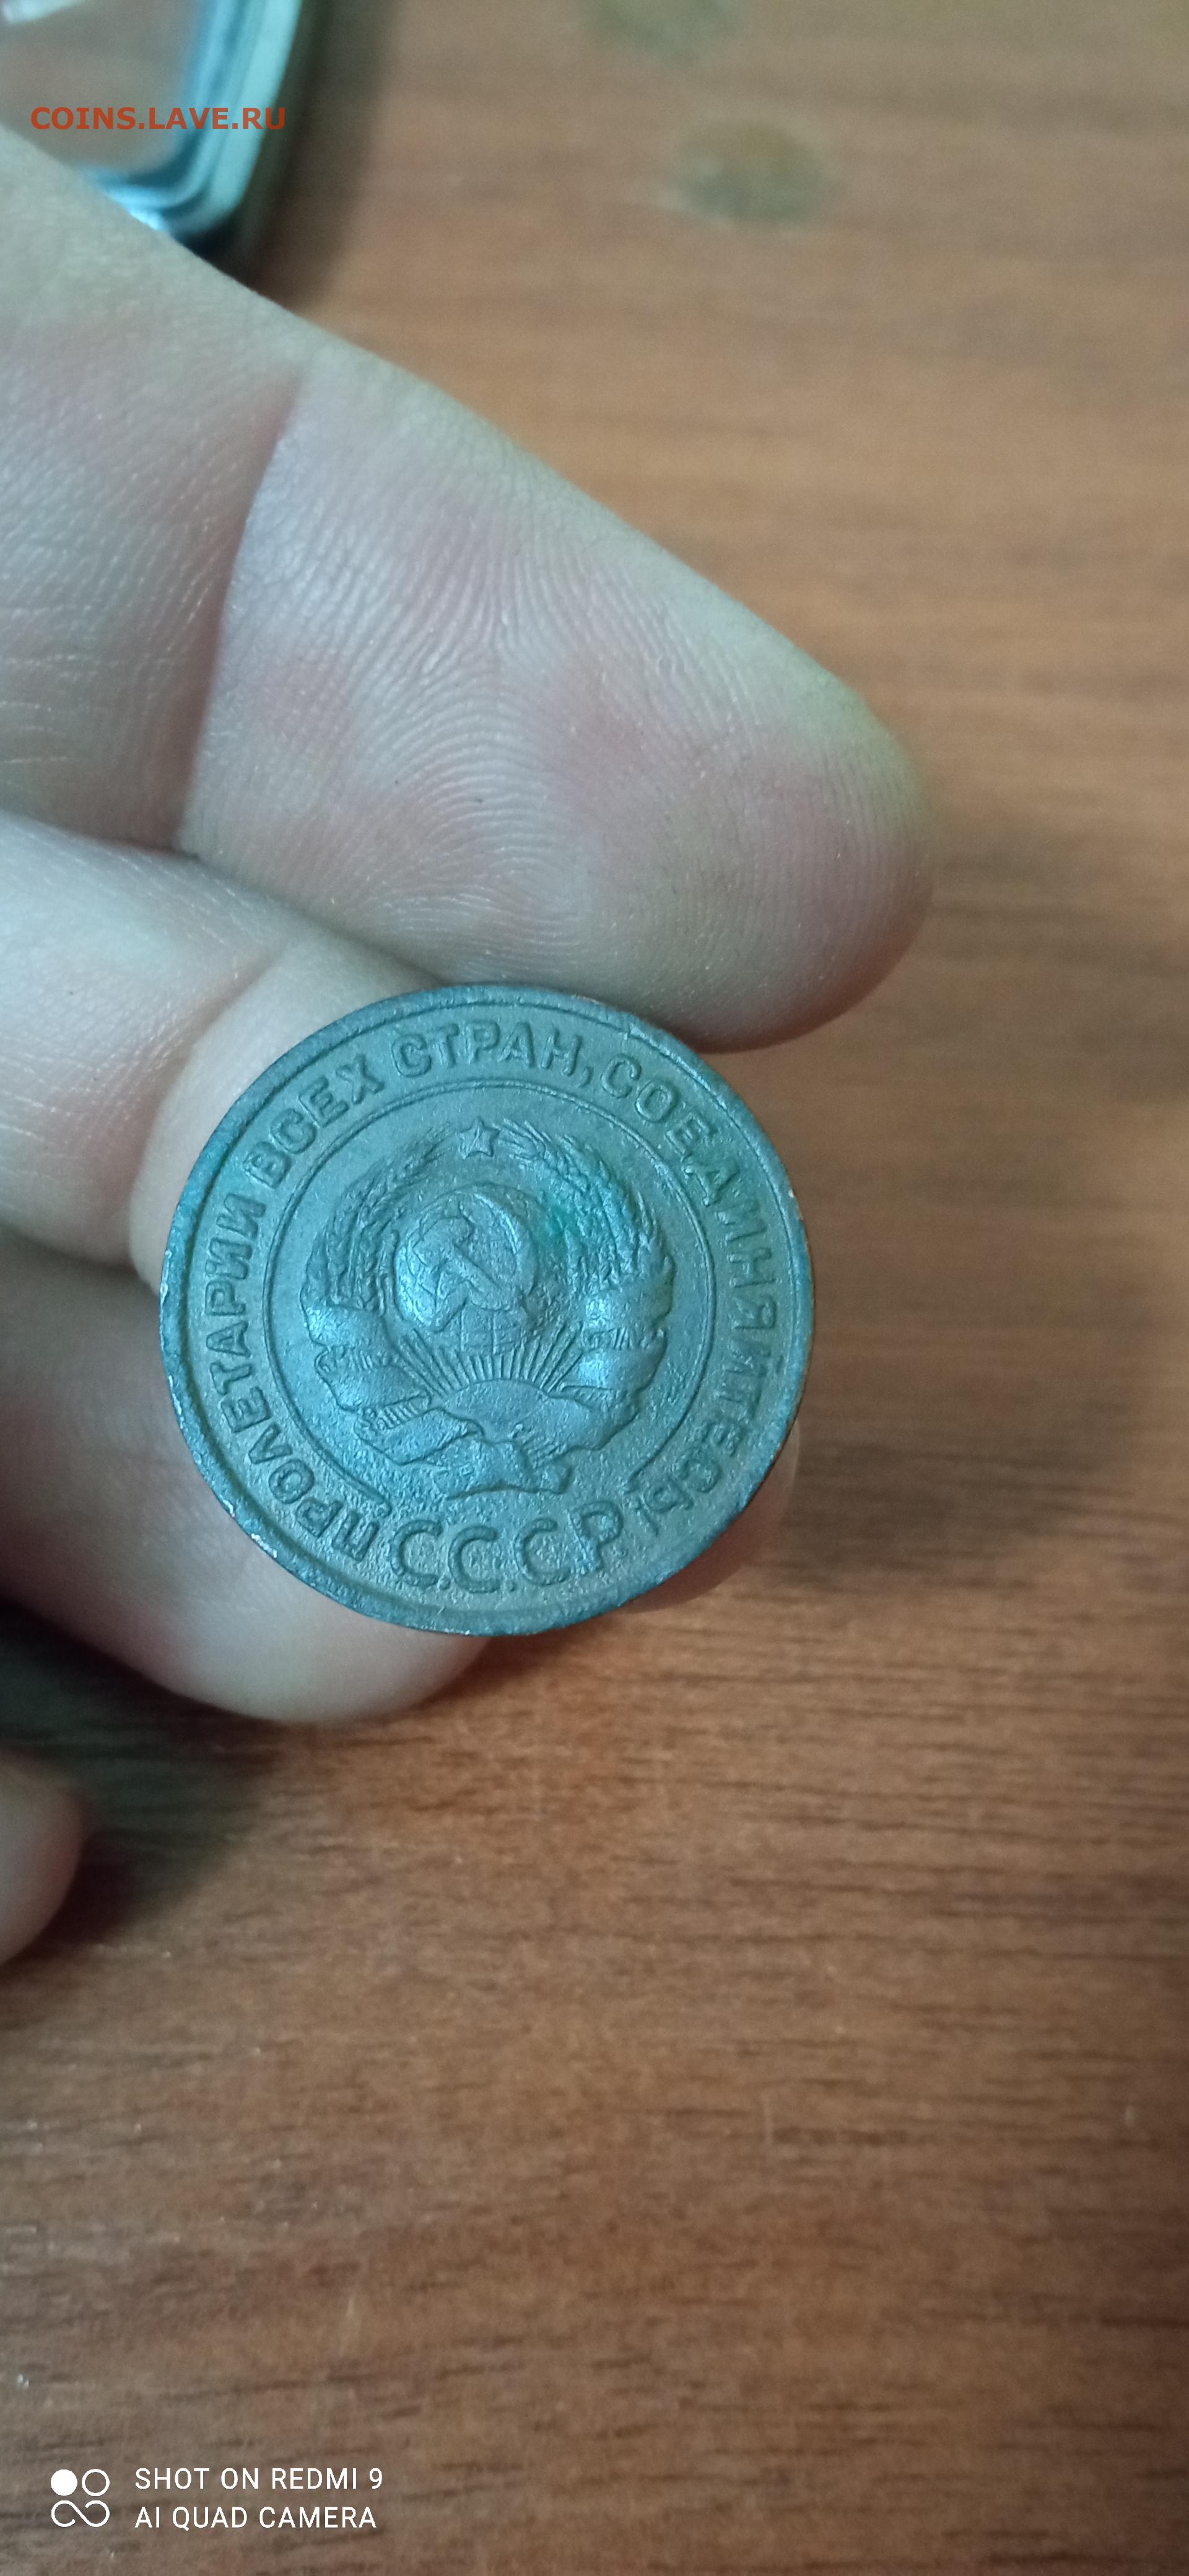 COINS.LAVE.RU
ПРОЛЕТАРИИ ВСЕХ СТРАН, СОЕДИНЯЙТЕСЬ!
С.С.С.Р.
SHOT ON REDMI 9
AI QUAD CAMERA